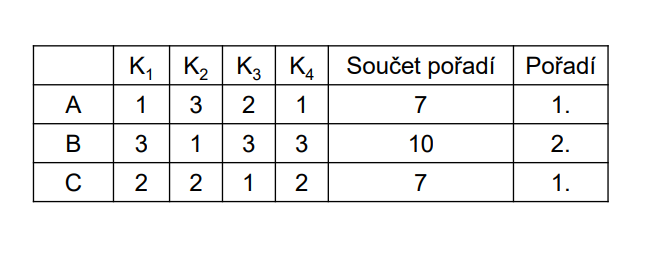 K₁ K₂ K₃ K₄ Součet pořadí Pořadí
A 1 3 2 1 7 1.
B 3 1 3 3 10 2.
C 2 2 1 2 7 1.